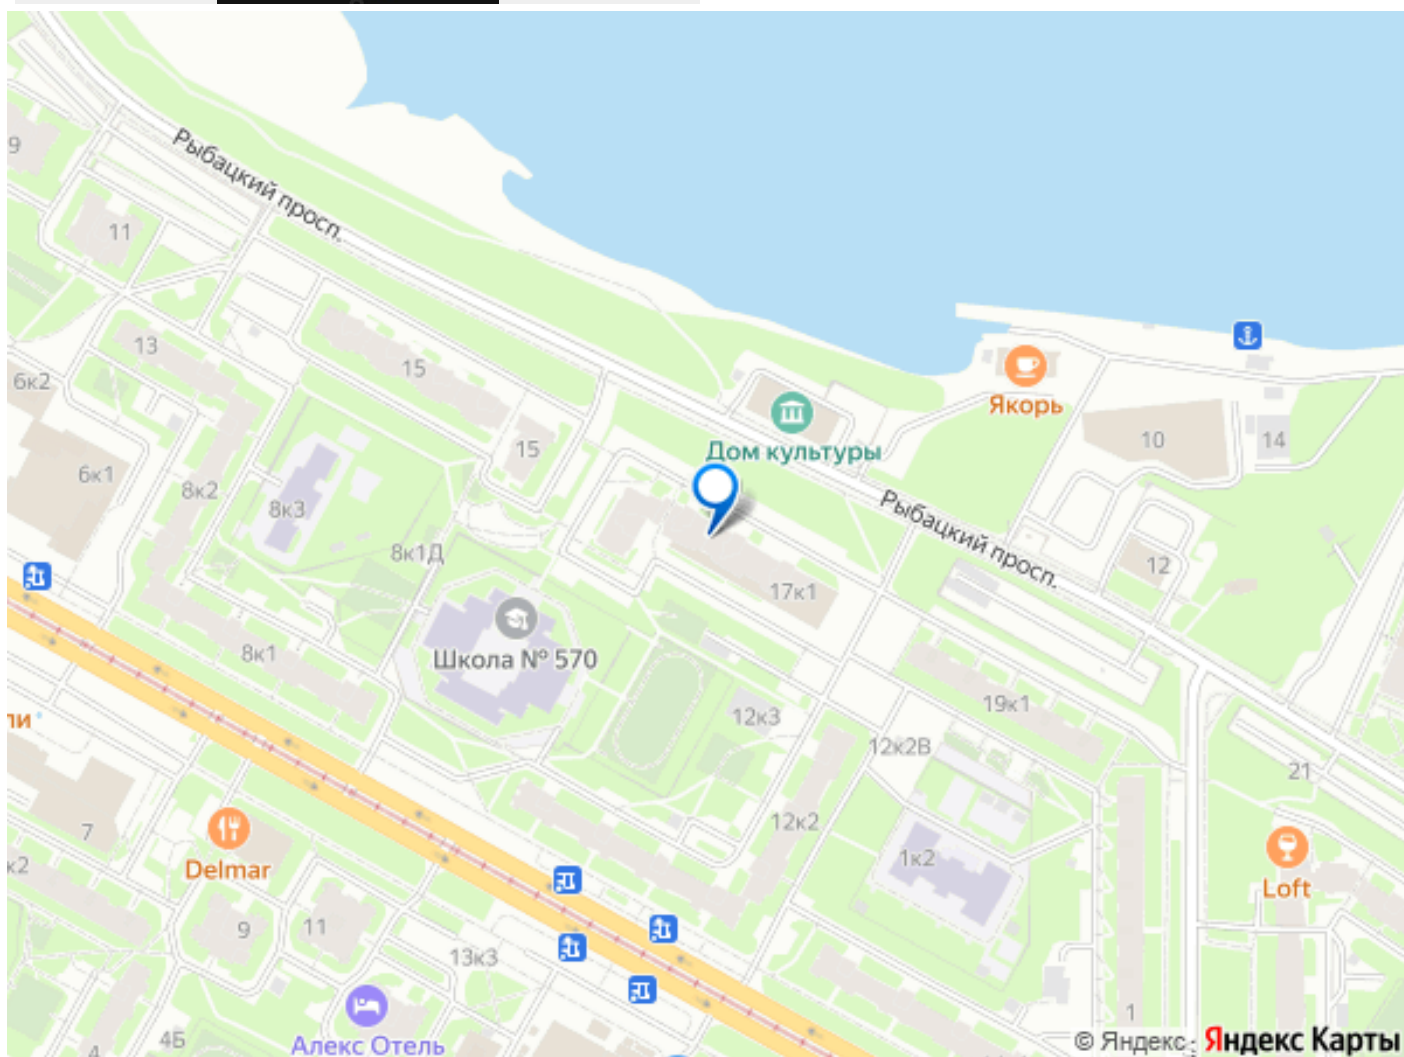 9
Рыбацкий просп.
11
13
15
6к2
Якорь
Дом культуры
10
14
15
6к1
8к2
8к3
Рыбацкий просп.
8к1Д
12
17к1
Школа № 570
8к1
19к1
ли
12к3
12к2В
21
7
12к2
к2
Delmar
1к2
Loft
9
11
13к3
1
4Б
4
Алекс Отель
© Яндекс
Яндекс Карты